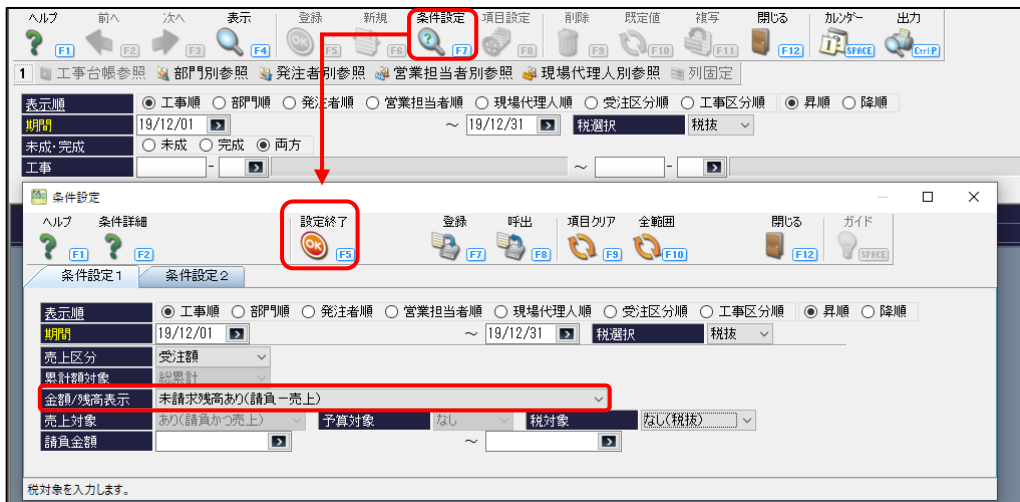 ヘルプ 前へ 次へ 表示 登録 新規 条件設定 項目設定 削除 既定値 複写 閉じる カレンダー 出力
F1 F2 F3 F4 F5 F6 F7 F8 F9 F10 F11 F12 SPACE Ctrl+P
1 工事台帳参照 部門別参照 発注者別参照 営業担当者別参照 現場代理人別参照 列固定
表示順 工事順 部門順 発注者順 営業担当者順 現場代理人順 受注区分順 工事区分順 昇順 降順
期間 19/12/01 ～ 19/12/31 税選択 税抜
未成・完成 未成 完成 両方
工事 - ～ -
条件設定
ヘルプ 条件詳細 設定終了 登録 呼出 項目クリア 全範囲 閉じる ガイド
F1 F2 OK F5 F7 F8 F9 F10 F12 SPACE
条件設定1 条件設定2
表示順 工事順 部門順 発注者順 営業担当者順 現場代理人順 受注区分順 工事区分順 昇順 降順
期間 19/12/01 ～ 19/12/31 税選択 税抜
売上区分 受注額
累計額対象 総累計
金額/残高表示 未請求残高あり(請負－売上)
売上対象 あり(請負かつ売上) 予算対象 なし 税対象 なし(税抜)
請負金額 ～
税対象を入力します。